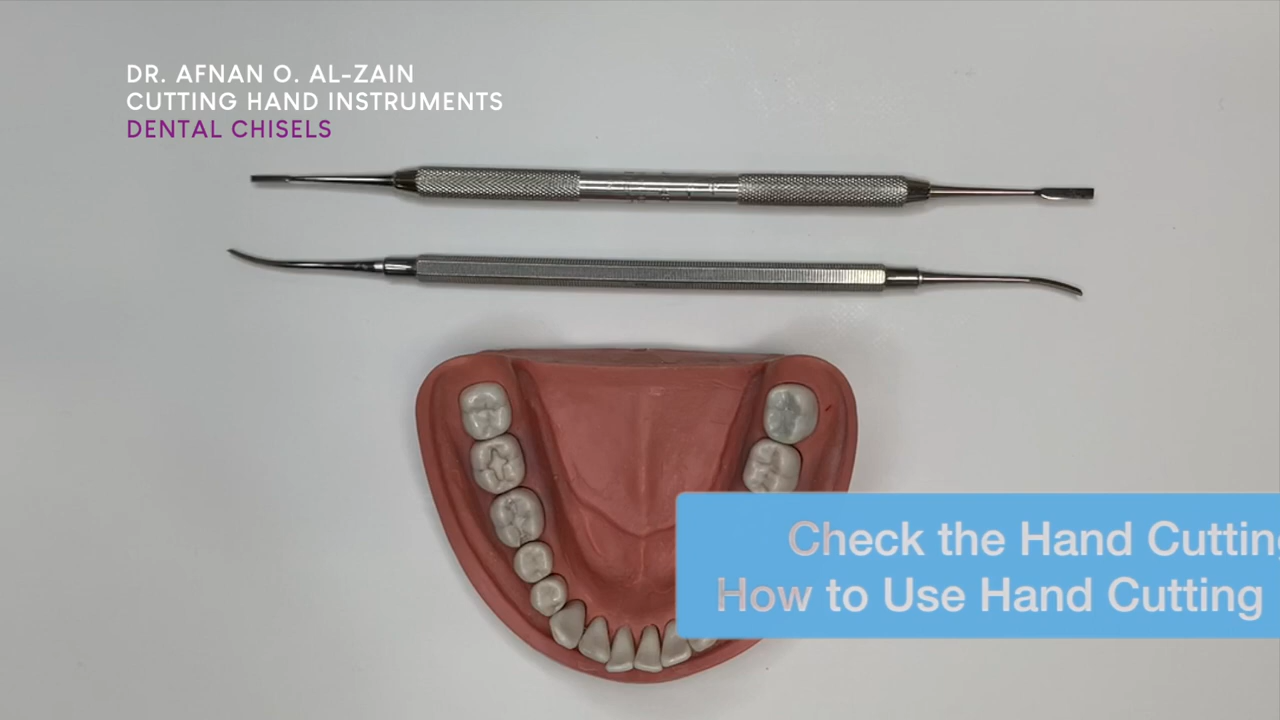 DR. AFNAN O. AL-ZAIN
CUTTING HAND INSTRUMENTS
DENTAL CHISELS
Check the Hand Cutting
How to Use Hand Cutting